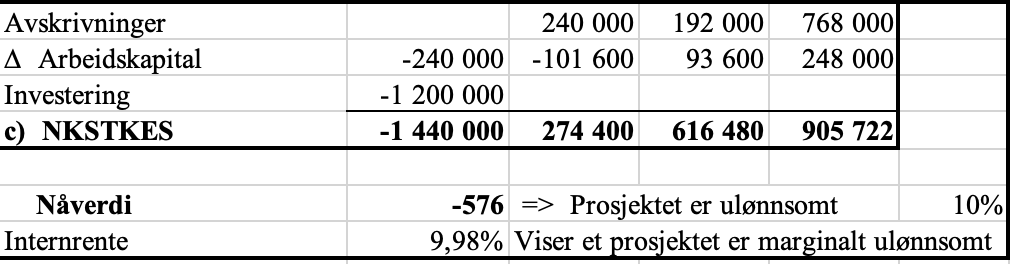 Avskrivninger 240 000 192 000 768 000
Δ Arbeidskapital -240 000 -101 600 93 600 248 000
Investering -1 200 000
c) NKSTKES -1 440 000 274 400 616 480 905 722
Nåverdi -576 => Prosjektet er ulønnsomt 10%
Internrente 9,98% Viser et prosjektet er marginalt ulønnsomt